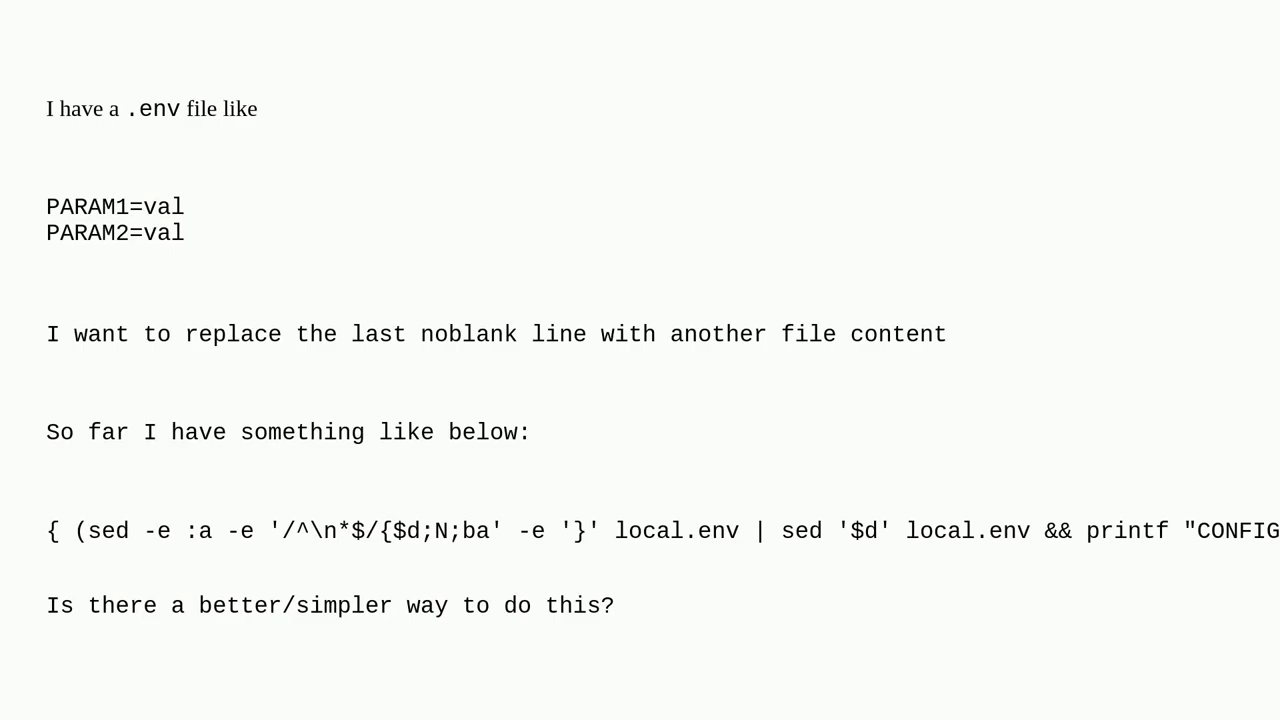 I have a .env file like
PARAM1=val
PARAM2=val
I want to replace the last noblank line with another file content
So far I have something like below:
{ (sed -e :a -e '/^\n*$/{$d;N;ba' -e '}' local.env | sed '$d' local.env && printf "CONFIG
Is there a better/simpler way to do this?